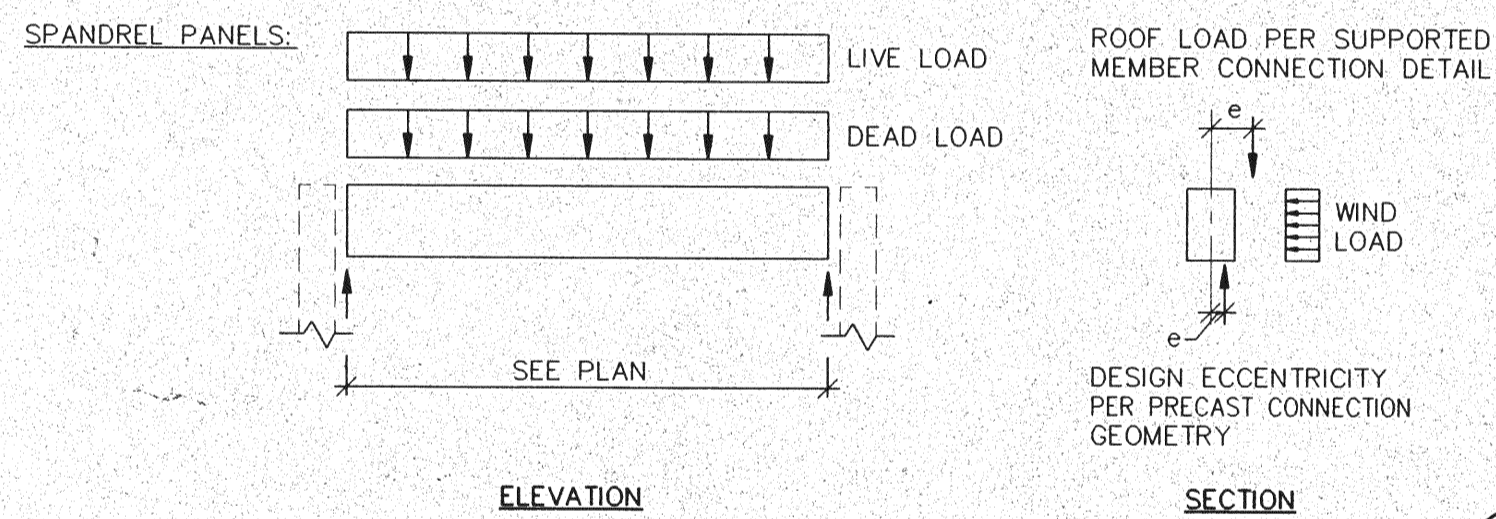 SPANDREL PANELS:
LIVE LOAD
DEAD LOAD
SEE PLAN
ELEVATION
ROOF LOAD PER SUPPORTED
MEMBER CONNECTION DETAIL
e
WIND
LOAD
e
DESIGN ECCENTRICITY
PER PRECAST CONNECTION
GEOMETRY
SECTION